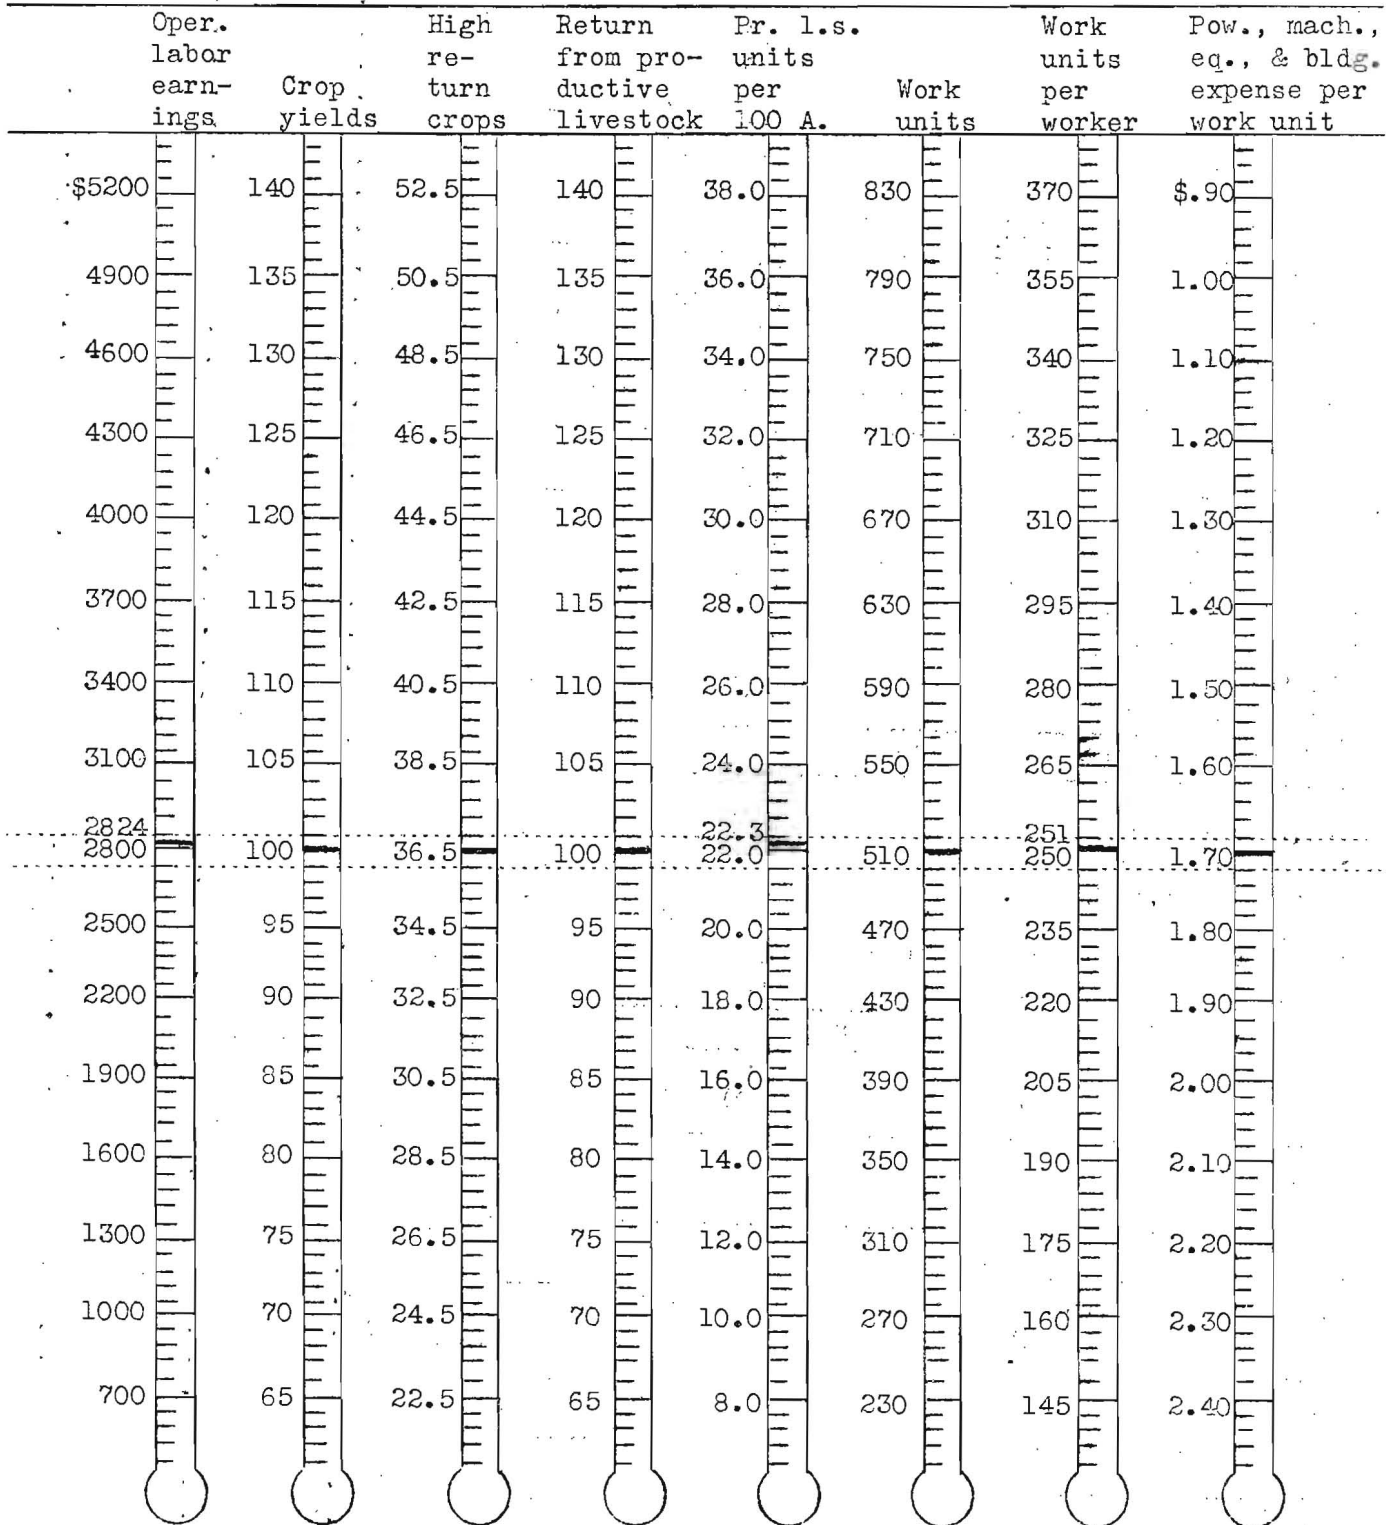 Oper. High Return Pr. l.s. Work Pow., mach.,
labor re- from pro- units units eq., & bldg.
earn- Crop turn ductive per Work per expense per
ings yields crops livestock 100 A. units worker work unit
$5200 140 52.5 140 38.0 830 370 $.90
4900 135 50.5 135 36.0 790 355 1.00
4600 130 48.5 130 34.0 750 340 1.10
4300 125 46.5 125 32.0 710 325 1.20
4000 120 44.5 120 30.0 670 310 1.30
3700 115 42.5 115 28.0 630 295 1.40
3400 110 40.5 110 26.0 590 280 1.50
3100 105 38.5 105 24.0 550 265 1.60
2824 22.3 251
2800 100 36.5 100 22.0 510 250 1.70
2500 95 34.5 95 20.0 470 235 1.80
2200 90 32.5 90 18.0 430 220 1.90
1900 85 30.5 85 16.0 390 205 2.00
1600 80 28.5 80 14.0 350 190 2.10
1300 75 26.5 75 12.0 310 175 2.20
1000 70 24.5 70 10.0 270 160 2.30
700 65 22.5 65 8.0 230 145 2.40